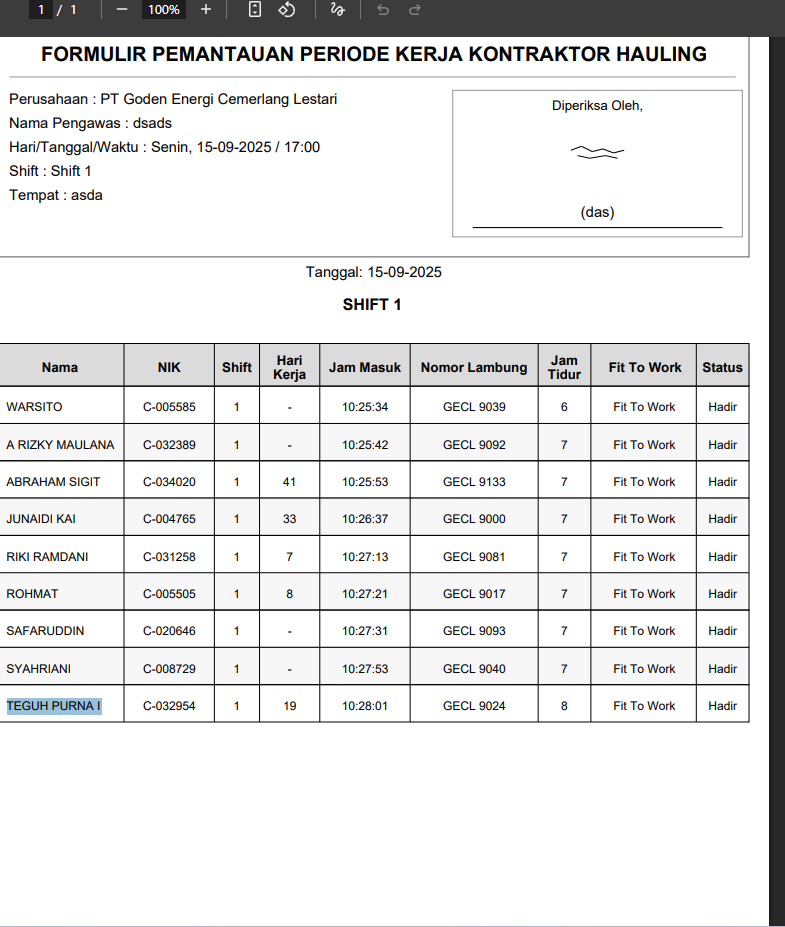 1 / 1 100%
FORMULIR PEMANTAUAN PERIODE KERJA KONTRAKTOR HAULING
Perusahaan : PT Goden Energi Cemerlang Lestari
Nama Pengawas : dsads
Hari/Tanggal/Waktu : Senin, 15-09-2025 / 17:00
Shift : Shift 1
Tempat : asda
Diperiksa Oleh,
(das)
Tanggal: 15-09-2025
SHIFT 1
Nama NIK Shift Hari Kerja Jam Masuk Nomor Lambung Jam Tidur Fit To Work Status
WARSITO C-005585 1 - 10:25:34 GECL 9039 6 Fit To Work Hadir
A RIZKY MAULANA C-032389 1 - 10:25:42 GECL 9092 7 Fit To Work Hadir
ABRAHAM SIGIT C-034020 1 41 10:25:53 GECL 9133 7 Fit To Work Hadir
JUNAIDI KAI C-004765 1 33 10:26:37 GECL 9000 7 Fit To Work Hadir
RIKI RAMDANI C-031258 1 7 10:27:13 GECL 9081 7 Fit To Work Hadir
ROHMAT C-005505 1 8 10:27:21 GECL 9017 7 Fit To Work Hadir
SAFARUDDIN C-020646 1 - 10:27:31 GECL 9093 7 Fit To Work Hadir
SYAHRIANI C-008729 1 - 10:27:53 GECL 9040 7 Fit To Work Hadir
TEGUH PURNA I C-032954 1 19 10:28:01 GECL 9024 8 Fit To Work Hadir